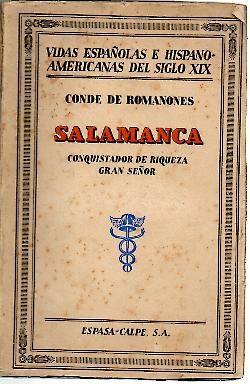 VIDAS ESPAÑOLAS E HISPANO-
AMERICANAS DEL SIGLO XIX
CONDE DE ROMANONES
SALAMANCA
CONQUISTADOR DE RIQUEZA
GRAN SEÑOR
ESPASA-CALPE, S.A.